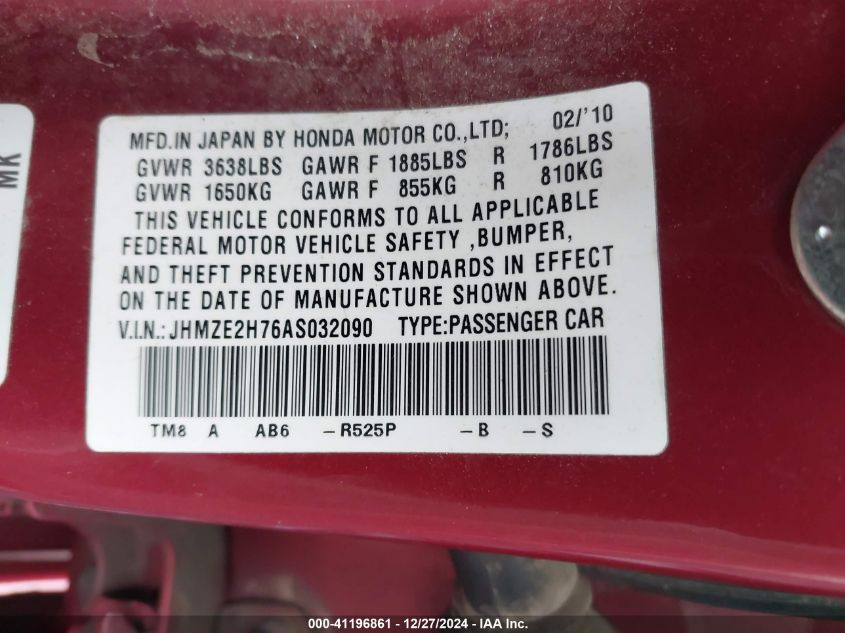 MK
MFD.IN JAPAN BY HONDA MOTOR CO.,LTD; 02/'10
GVWR 3638LBS GAWR F 1885LBS R 1786LBS
GVWR 1650KG GAWR F 855KG R 810KG
THIS VEHICLE CONFORMS TO ALL APPLICABLE
FEDERAL MOTOR VEHICLE SAFETY ,BUMPER,
AND THEFT PREVENTION STANDARDS IN EFFECT
ON THE DATE OF MANUFACTURE SHOWN ABOVE.
V.I.N.: JHMZE2H76AS032090 TYPE:PASSENGER CAR
TM8 A AB6 -R525P -B -S
000-41196861 — 12/27/2024 - IAA Inc.